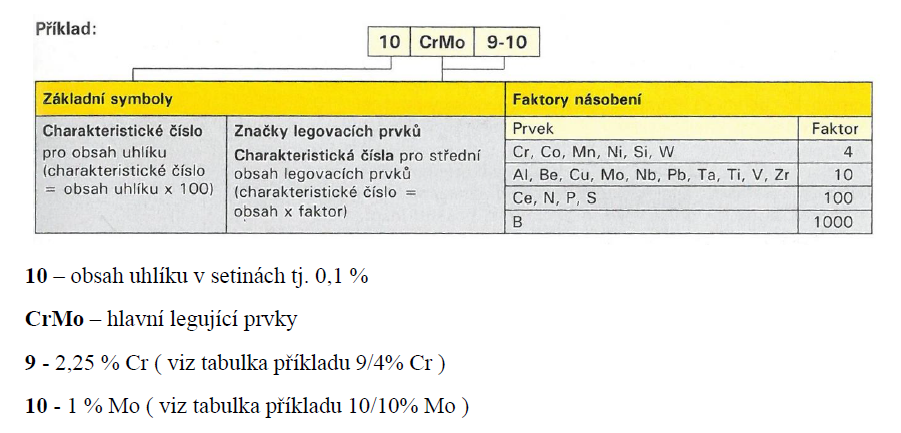 Příklad:
10 CrMo 9-10
Základní symboly
Faktory násobení
Charakteristické číslo
pro obsah uhlíku
(charakteristické číslo
= obsah uhlíku x 100)
Značky legovacích prvků
Charakteristická čísla pro střední
obsah legovacích prvků
(charakteristické číslo =
obsah x faktor)
Prvek Faktor
Cr, Co, Mn, Ni, Si, W 4
Al, Be, Cu, Mo, Nb, Pb, Ta, Ti, V, Zr 10
Ce, N, P, S 100
B 1000
10 – obsah uhlíku v setinách tj. 0,1 %
CrMo – hlavní legující prvky
9 - 2,25 % Cr ( viz tabulka příkladu 9/4% Cr )
10 - 1 % Mo ( viz tabulka příkladu 10/10% Mo )